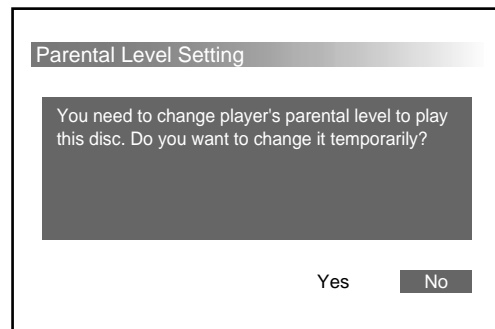 Parental Level Setting
You need to change player's parental level to play
this disc. Do you want to change it temporarily?
Yes No